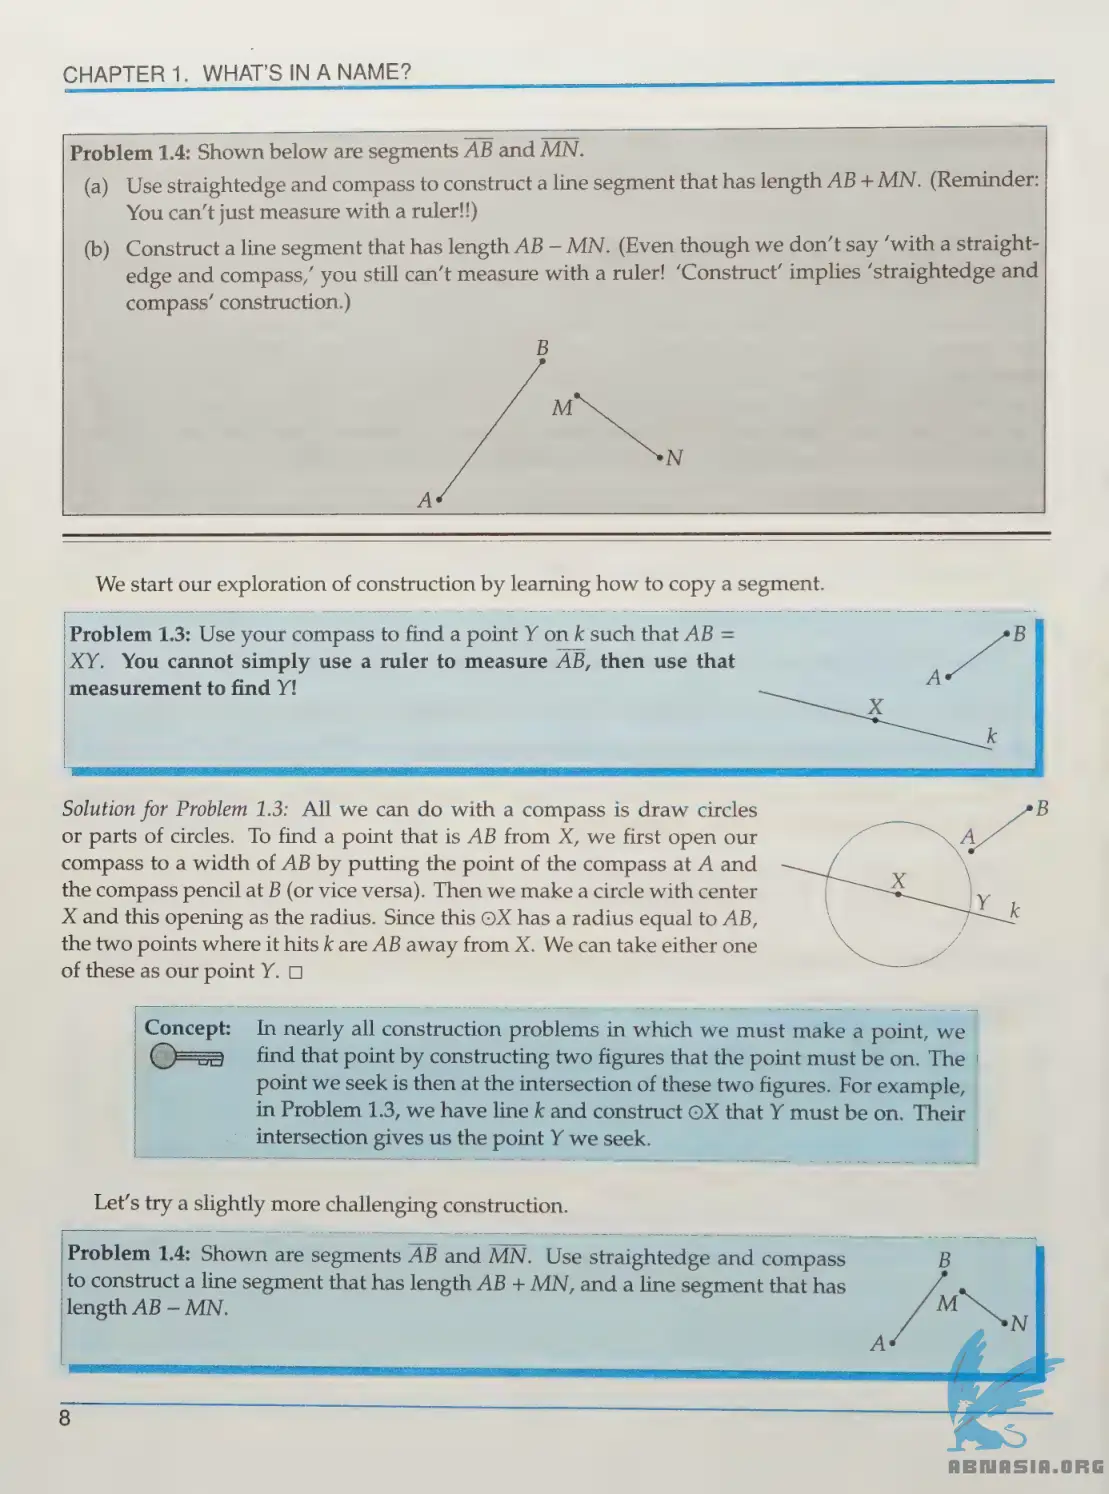 CHAPTER 1. WHAT'S IN A NAME?
Problem 1.4: Shown below are segments AB and MN.
(a) Use straightedge and compass to construct a line segment that has length AB + MN. (Reminder:
You can't just measure with a ruler!!)
(b) Construct a line segment that has length AB – MN. (Even though we don't say 'with a straight-
edge and compass,' you still can't measure with a ruler! 'Construct' implies 'straightedge and
compass' construction.)
B
M
N
A
We start our exploration of construction by learning how to copy a segment.
Problem 1.3: Use your compass to find a point Y on k such that AB =
XY. You cannot simply use a ruler to measure AB, then use that
measurement to find Y!
B
A
X
k
Solution for Problem 1.3: All we can do with a compass is draw circles
or parts of circles. To find a point that is AB from X, we first open our
compass to a width of AB by putting the point of the compass at A and
the compass pencil at B (or vice versa). Then we make a circle with center
X and this opening as the radius. Since this ⊙X has a radius equal to AB,
the two points where it hits k are AB away from X. We can take either one
of these as our point Y. □
B
A
X
Y
k
Concept: In nearly all construction problems in which we must make a point, we
find that point by constructing two figures that the point must be on. The
point we seek is then at the intersection of these two figures. For example,
in Problem 1.3, we have line k and construct ⊙X that Y must be on. Their
intersection gives us the point Y we seek.
Let's try a slightly more challenging construction.
Problem 1.4: Shown are segments AB and MN. Use straightedge and compass
to construct a line segment that has length AB + MN, and a line segment that has
length AB – MN.
B
M
N
A
8
ABNASIA.ORG